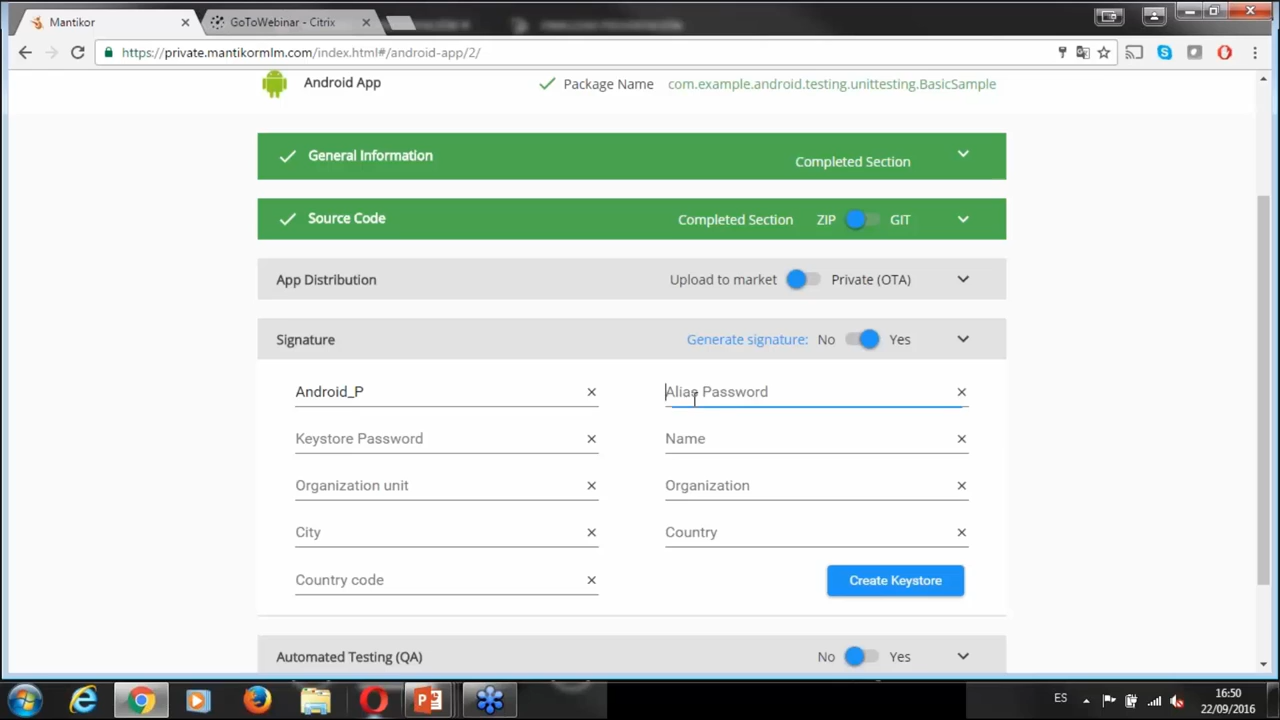 Mantikor
GoToWebinar - Citrix
https://private.mantikormlm.com/index.html#/android-app/2/
Android App
Package Name com.example.android.testing.unittesting.BasicSample
General Information Completed Section
Source Code Completed Section ZIP GIT
App Distribution Upload to market Private (OTA)
Signature Generate signature: No Yes
Android_P Alias Password
Keystore Password Name
Organization unit Organization
City Country
Country code Create Keystore
Automated Testing (QA) No Yes
ES 16:50
22/09/2016